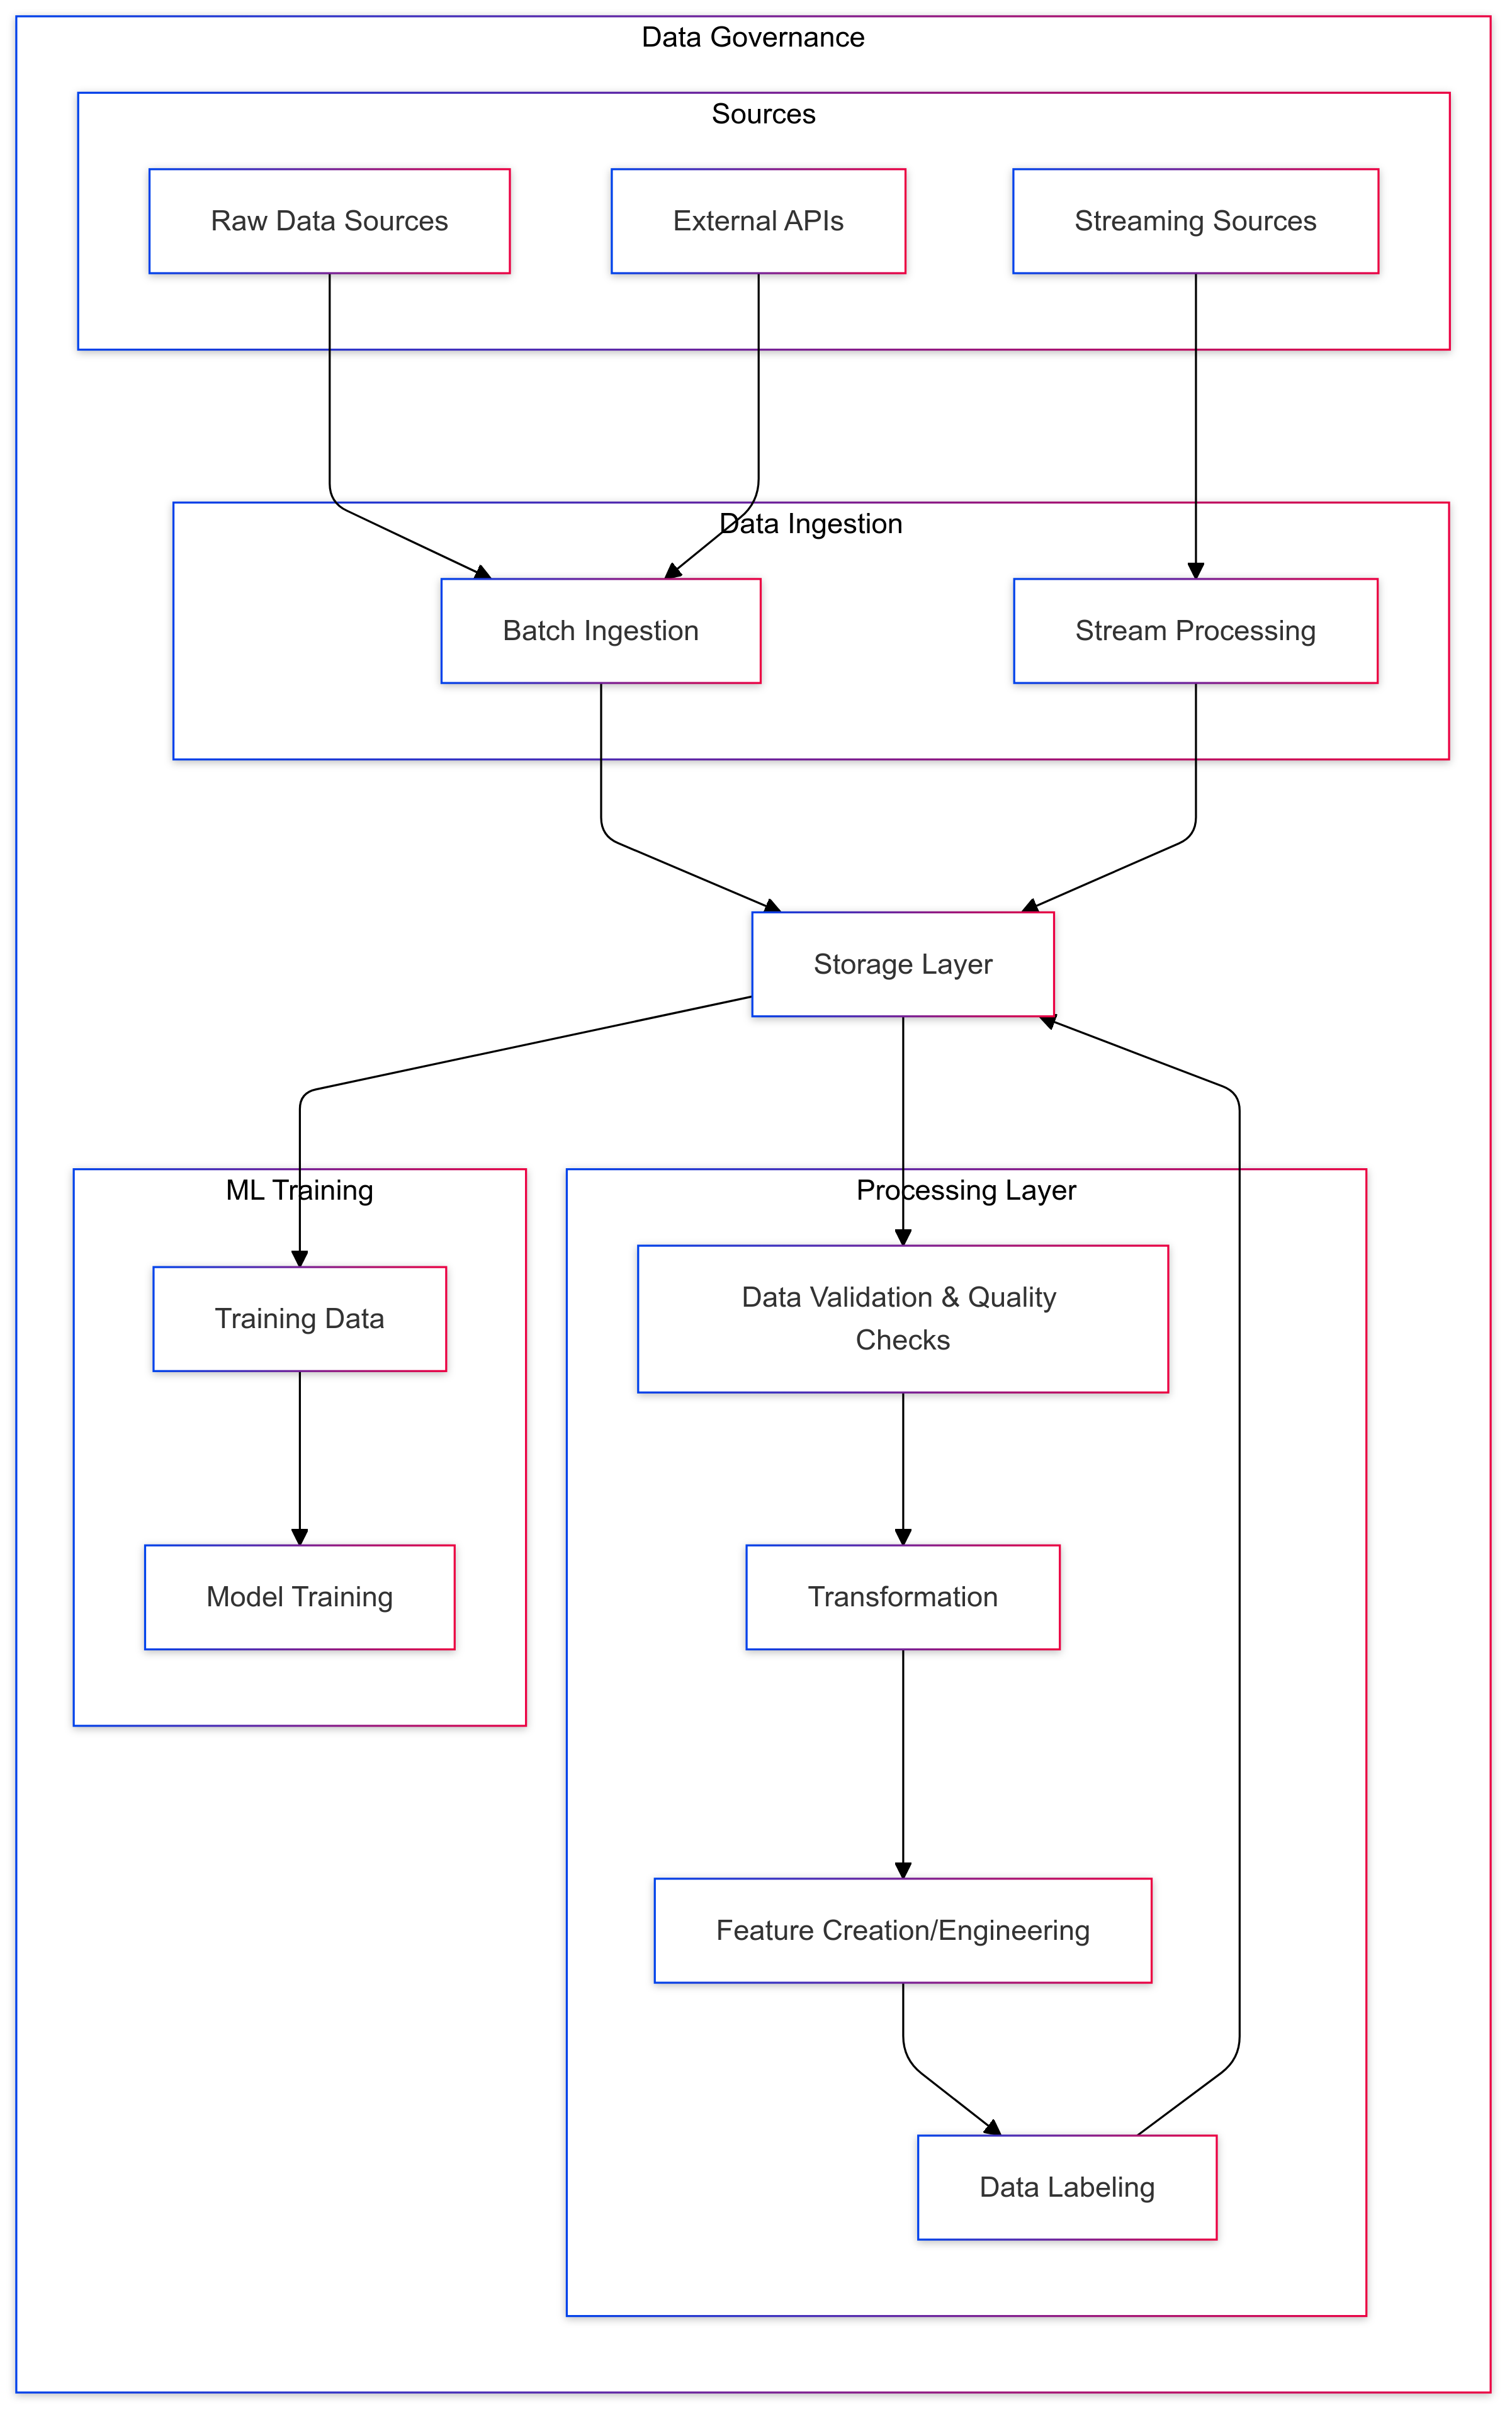 Data Governance
Sources
Raw Data Sources
External APIs
Streaming Sources
Data Ingestion
Batch Ingestion
Stream Processing
Storage Layer
ML Training
Processing Layer
Training Data
Data Validation & Quality
Checks
Model Training
Transformation
Feature Creation/Engineering
Data Labeling